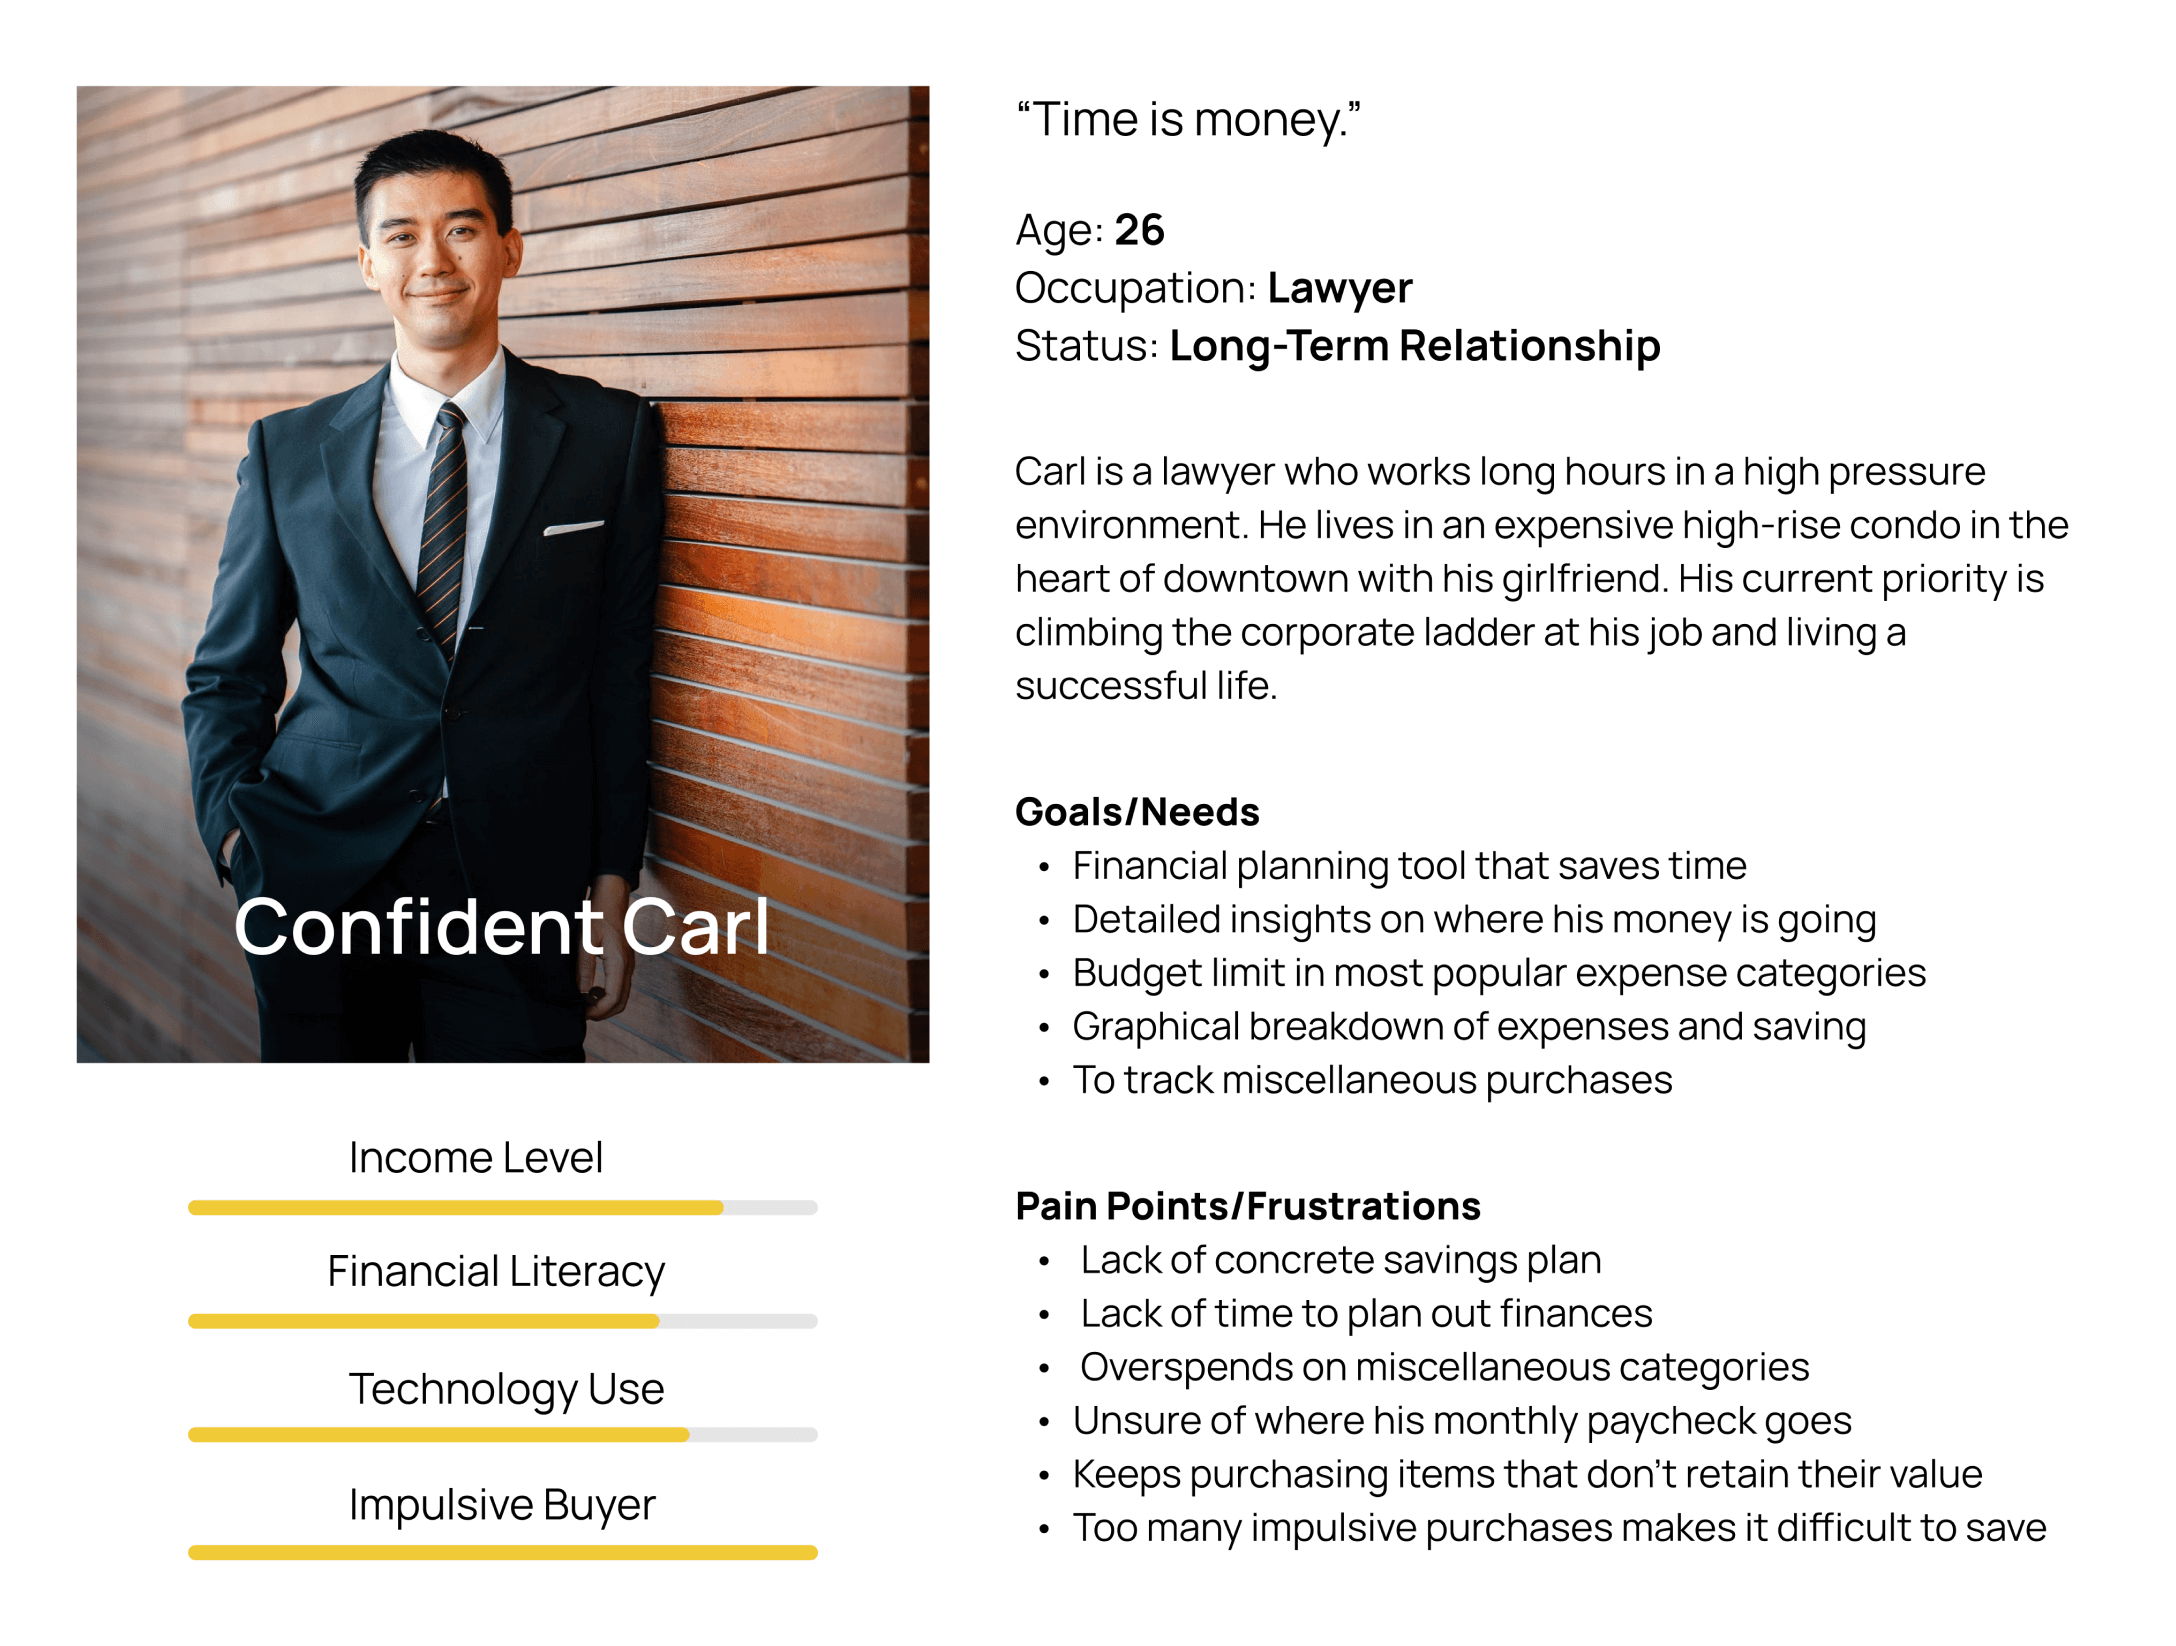 Confident Carl
Income Level
Financial Literacy
Technology Use
Impulsive Buyer
“Time is money.”
Age: 26
Occupation: Lawyer
Status: Long-Term Relationship
Carl is a lawyer who works long hours in a high pressure
environment. He lives in an expensive high-rise condo in the
heart of downtown with his girlfriend. His current priority is
climbing the corporate ladder at his job and living a
successful life.
Goals/Needs
• Financial planning tool that saves time
• Detailed insights on where his money is going
• Budget limit in most popular expense categories
• Graphical breakdown of expenses and saving
• To track miscellaneous purchases
Pain Points/Frustrations
• Lack of concrete savings plan
• Lack of time to plan out finances
• Overspends on miscellaneous categories
• Unsure of where his monthly paycheck goes
• Keeps purchasing items that don’t retain their value
• Too many impulsive purchases makes it difficult to save